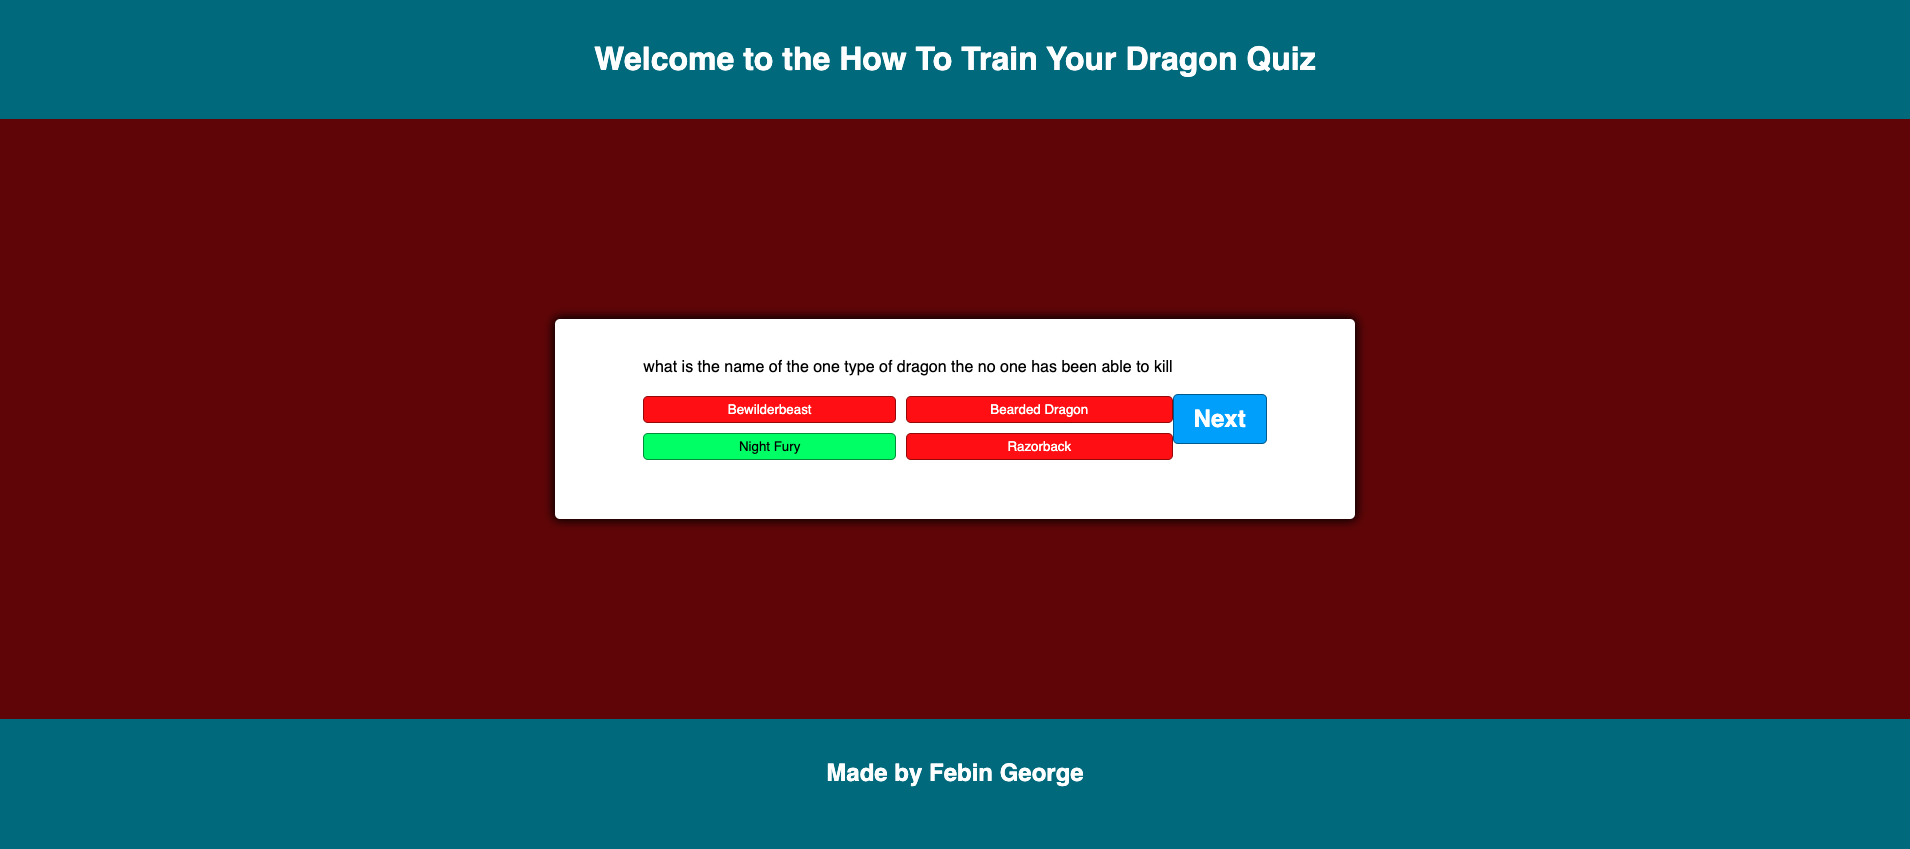 Welcome to the How To Train Your Dragon Quiz
what is the name of the one type of dragon the no one has been able to kill
Bewilderbeast
Bearded Dragon
Next
Night Fury
Razorback
Made by Febin George